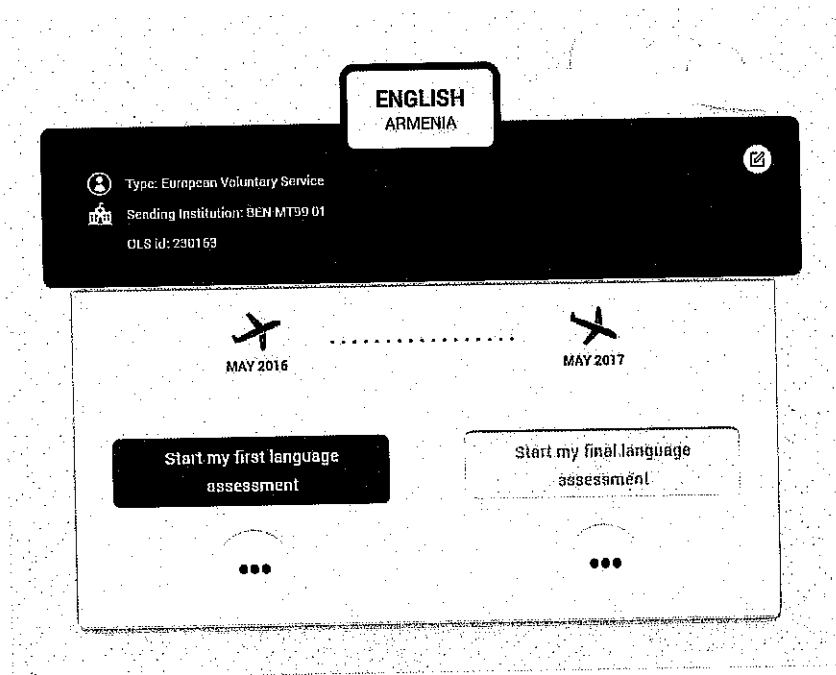 ENGLISH
ARMENIA
Type: European Voluntary Service
Sending Institution: BEN-MT99 01
OLS id: 230163
MAY 2016
MAY 2017
Start my first language
assessment
Start my final language
assessment